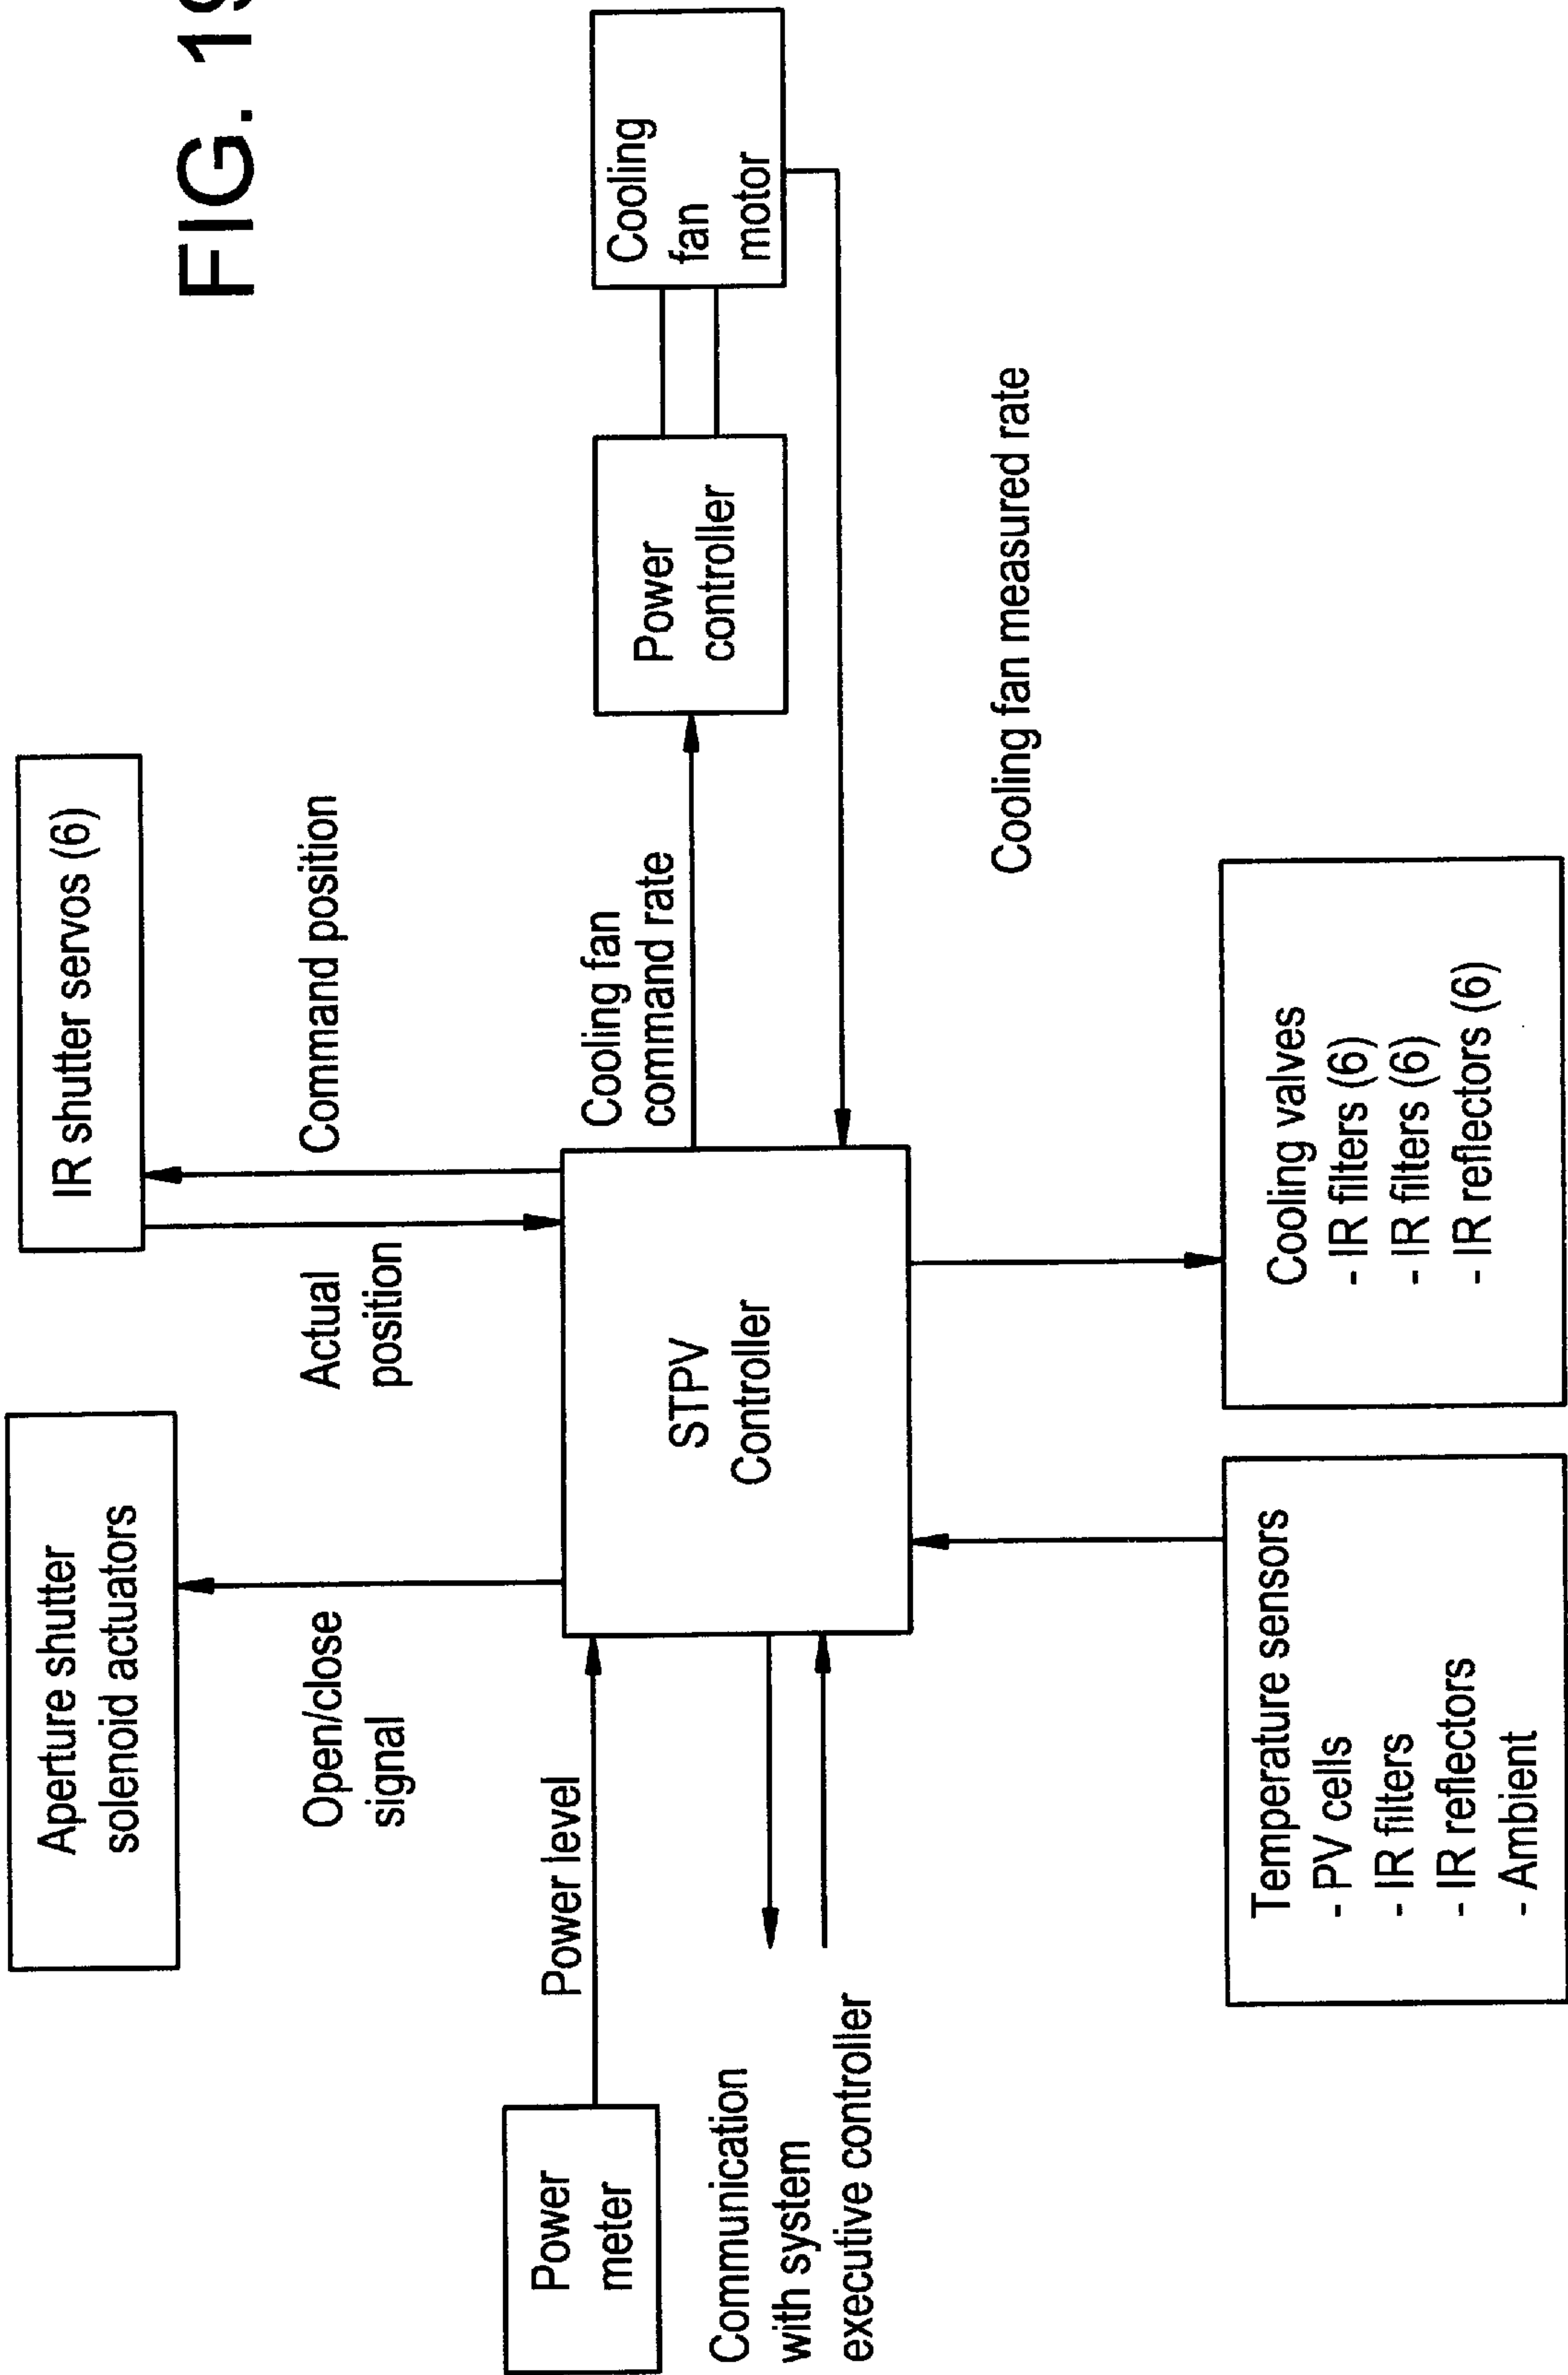 FIG. 19
Aperture shutter
solenoid actuators
IR shutter servos (6)
Open/close
signal
Actual
position
Command position
Power
meter
Power level
STPV
Controller
Cooling fan
command rate
Power
controller
Cooling
fan
motor
Communication
with system
executive controller
Cooling fan measured rate
Temperature sensors
- PV cells
- IR filters
- IR reflectors
- Ambient
Cooling valves
- IR filters (6)
- IR filters (6)
- IR reflectors (6)